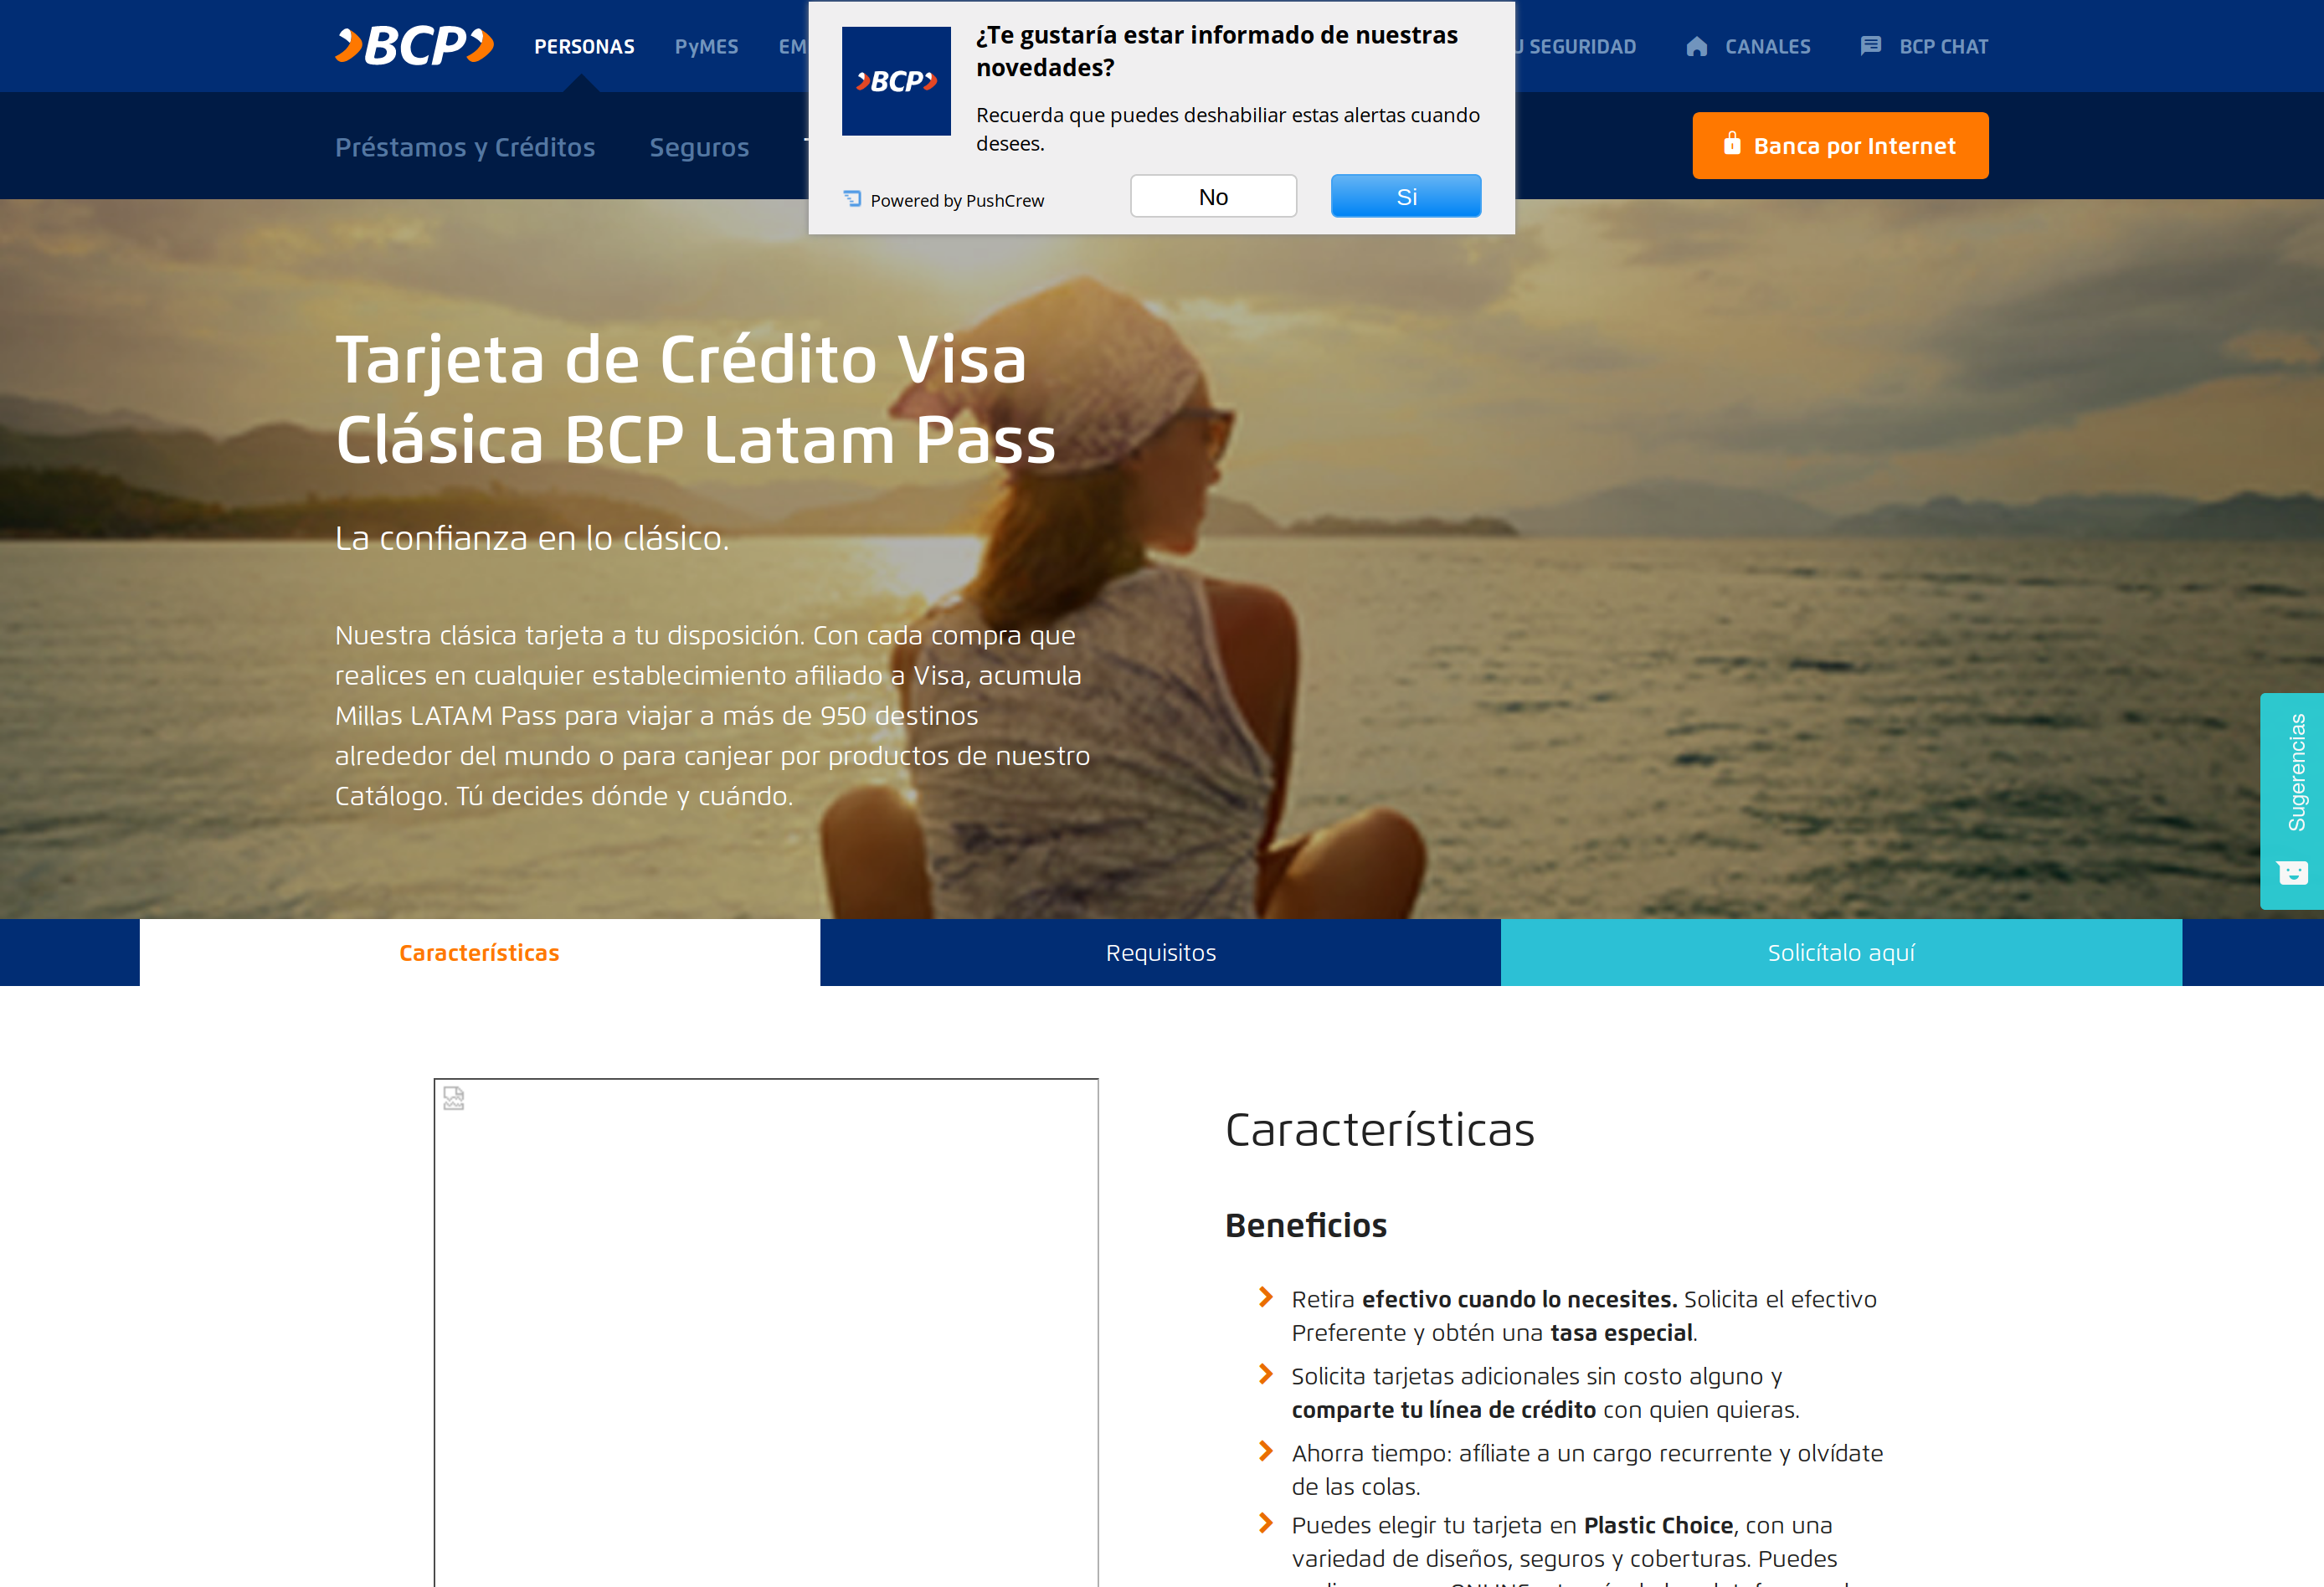 BCP
PERSONAS
PyMES
SEGURIDAD
CANALES
BCP CHAT
BCP
¿Te gustaría estar informado de nuestras
novedades?
Recuerda que puedes deshabiliar estas alertas cuando
desees.
Powered by PushCrew
No
Si
Préstamos y Créditos
Seguros
Banca por Internet
Tarjeta de Crédito Visa
Clásica BCP Latam Pass
La confianza en lo clásico.
Nuestra clásica tarjeta a tu disposición. Con cada compra que
realices en cualquier establecimiento afiliado a Visa, acumula
Millas LATAM Pass para viajar a más de 950 destinos
alrededor del mundo o para canjear por productos de nuestro
Catálogo. Tú decides dónde y cuándo.
Sugerencias
Características
Requisitos
Solicítalo aquí
Características
Beneficios
Retira efectivo cuando lo necesites. Solicita el efectivo
Preferente y obtén una tasa especial.
Solicita tarjetas adicionales sin costo alguno y
comparte tu línea de crédito con quien quieras.
Ahorra tiempo: afíliate a un cargo recurrente y olvídate
de las colas.
Puedes elegir tu tarjeta en Plastic Choice, con una
variedad de diseños, seguros y coberturas. Puedes